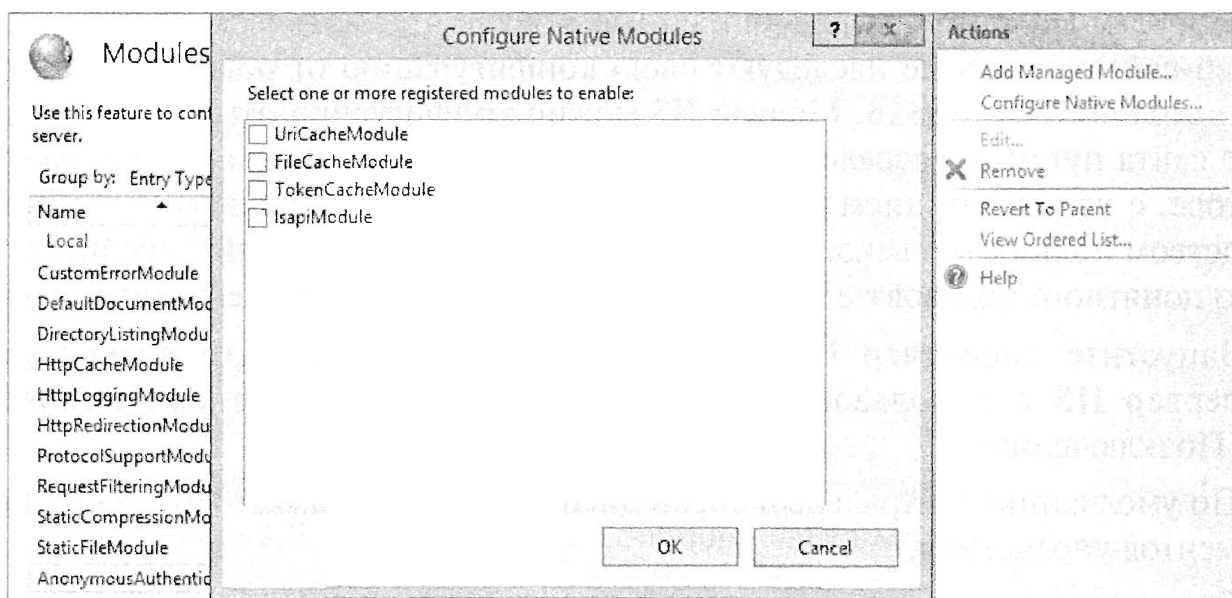 Modules
Use this feature to conf
server.
Group by: Entry Type
Name
Local
CustomErrorModule
DefaultDocumentMod
DirectoryListingModu
HttpCacheModule
HttpLoggingModule
HttpRedirectionModu
ProtocolSupportModu
RequestFilteringModu
StaticCompressionMo
StaticFileModule
AnonymousAuthentic
Configure Native Modules
?
X
Select one or more registered modules to enable:
UriCacheModule
FileCacheModule
TokenCacheModule
IsapiModule
OK
Cancel
Actions
Add Managed Module...
Configure Native Modules...
Edit...
Remove
Revert To Parent
View Ordered List...
Help